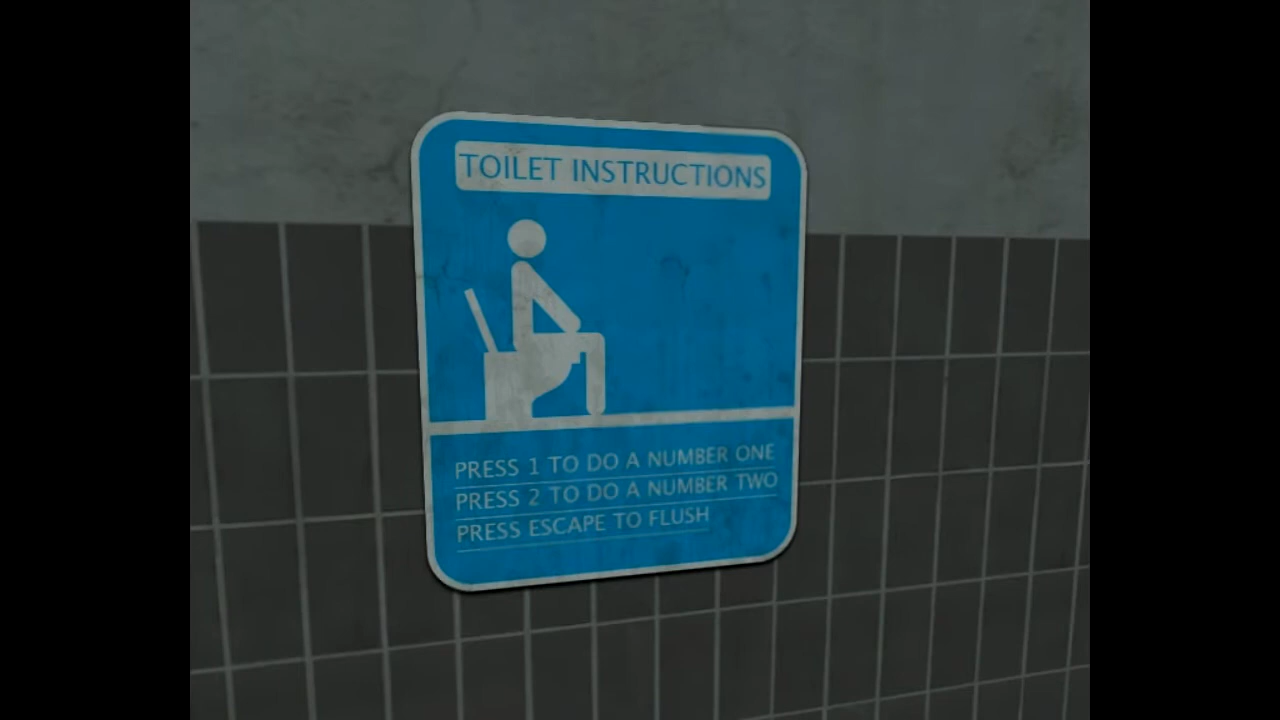 TOILET INSTRUCTIONS
PRESS 1 TO DO A NUMBER ONE
PRESS 2 TO DO A NUMBER TWO
PRESS ESCAPE TO FLUSH